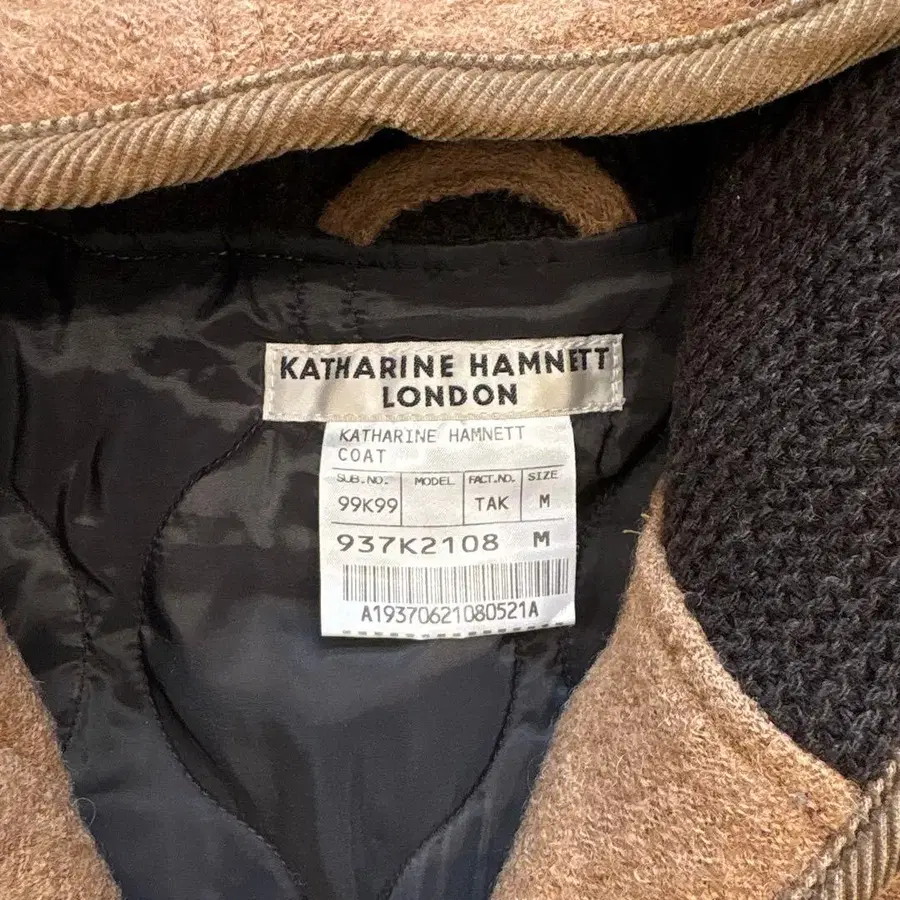 KATHARINE HAMNETT
LONDON
KATHARINE HAMNETT
COAT
SUB.NO. MODEL FACT.NO. SIZE
99K99 TAK M
937K2108 M
A19370621080521A